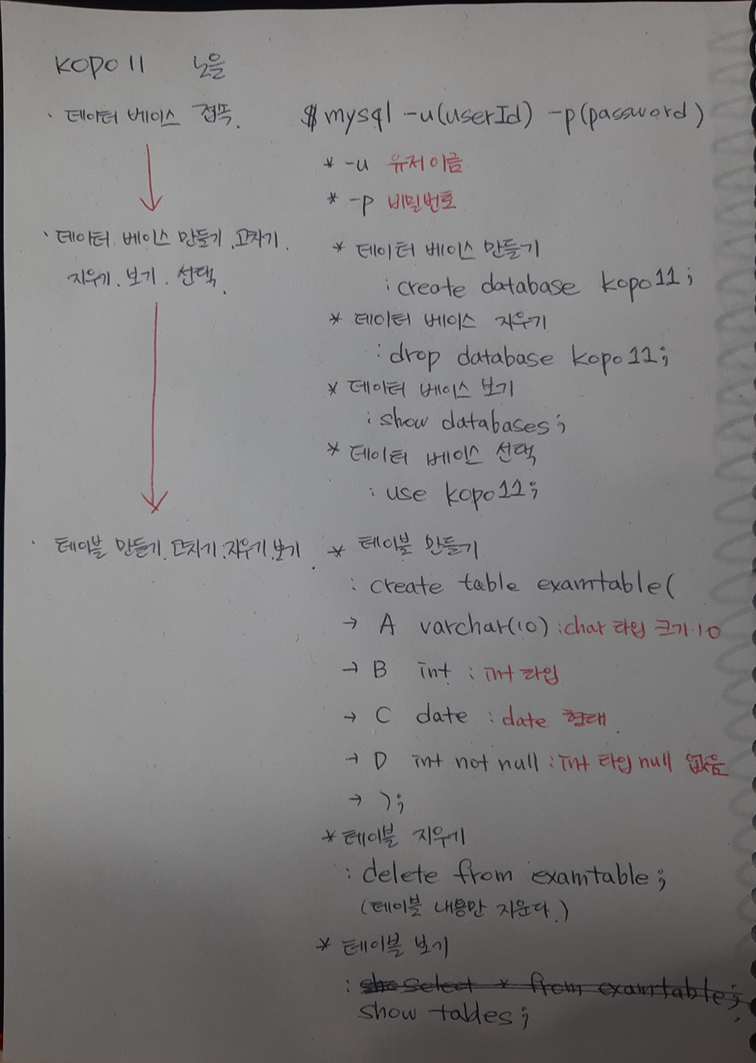 KOPO11 노을
· 데이터 베이스 접속.
$ mysql -u(userId) -p(password)
* -u 유저이름
* -p 비밀번호
· 데이터 베이스 만들기.고치기.
지우기.보기.선택.
* 데이터 베이스 만들기
: create database kopo11;
* 데이터 베이스 지우기
: drop database kopo11;
* 데이터 베이스 보기
: show databases;
* 데이터 베이스 선택
: use kopo11;
· 테이블 만들기.고치기.지우기.보기.
* 테이블 만들기
: create table examtable(
→ A varchar(10) :char 타입 크기10
→ B int : int 타입
→ C date : date 형태
→ D int not null : int 타입 null 없음
→ );
* 테이블 지우기
: delete from examtable;
(테이블 내용만 지운다.)
* 테이블 보기
: sho select * from examtable;
show tables;